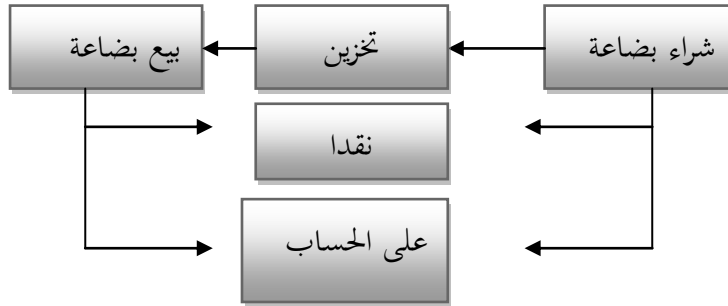 شراء بضاعة
تخزين
بيع بضاعة
نقدا
على الحساب